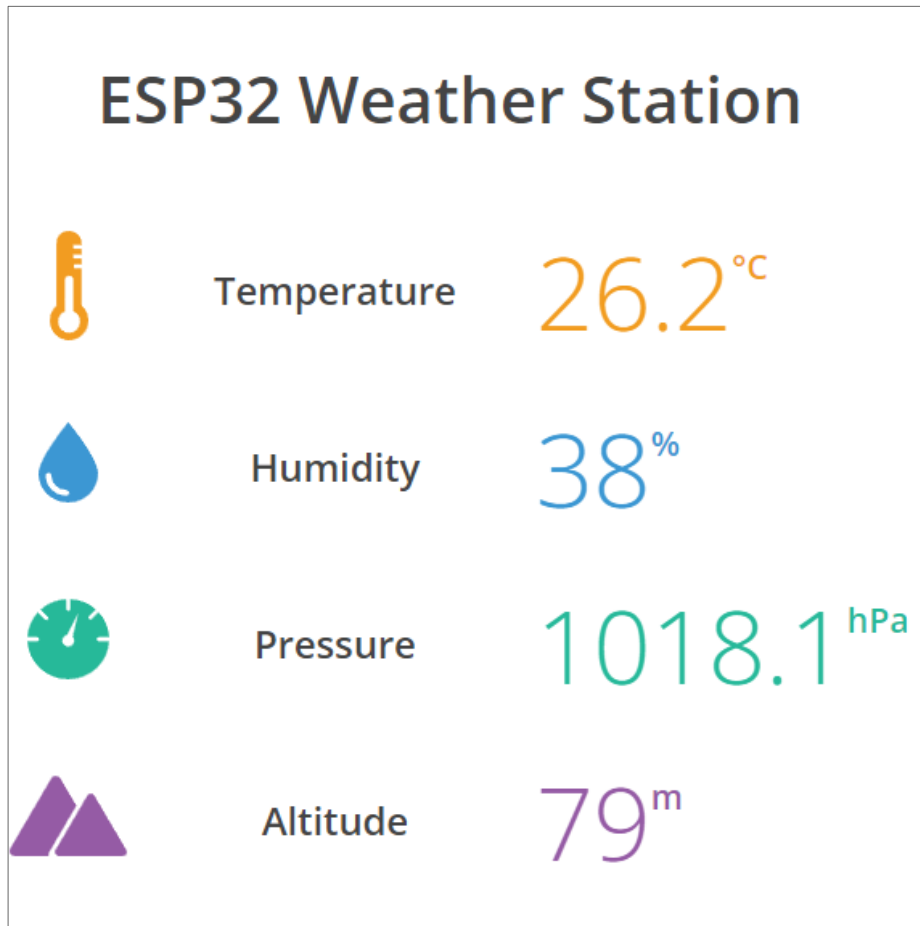 ESP32 Weather Station
Temperature 26.2°C
Humidity 38%
Pressure 1018.1hPa
Altitude 79m